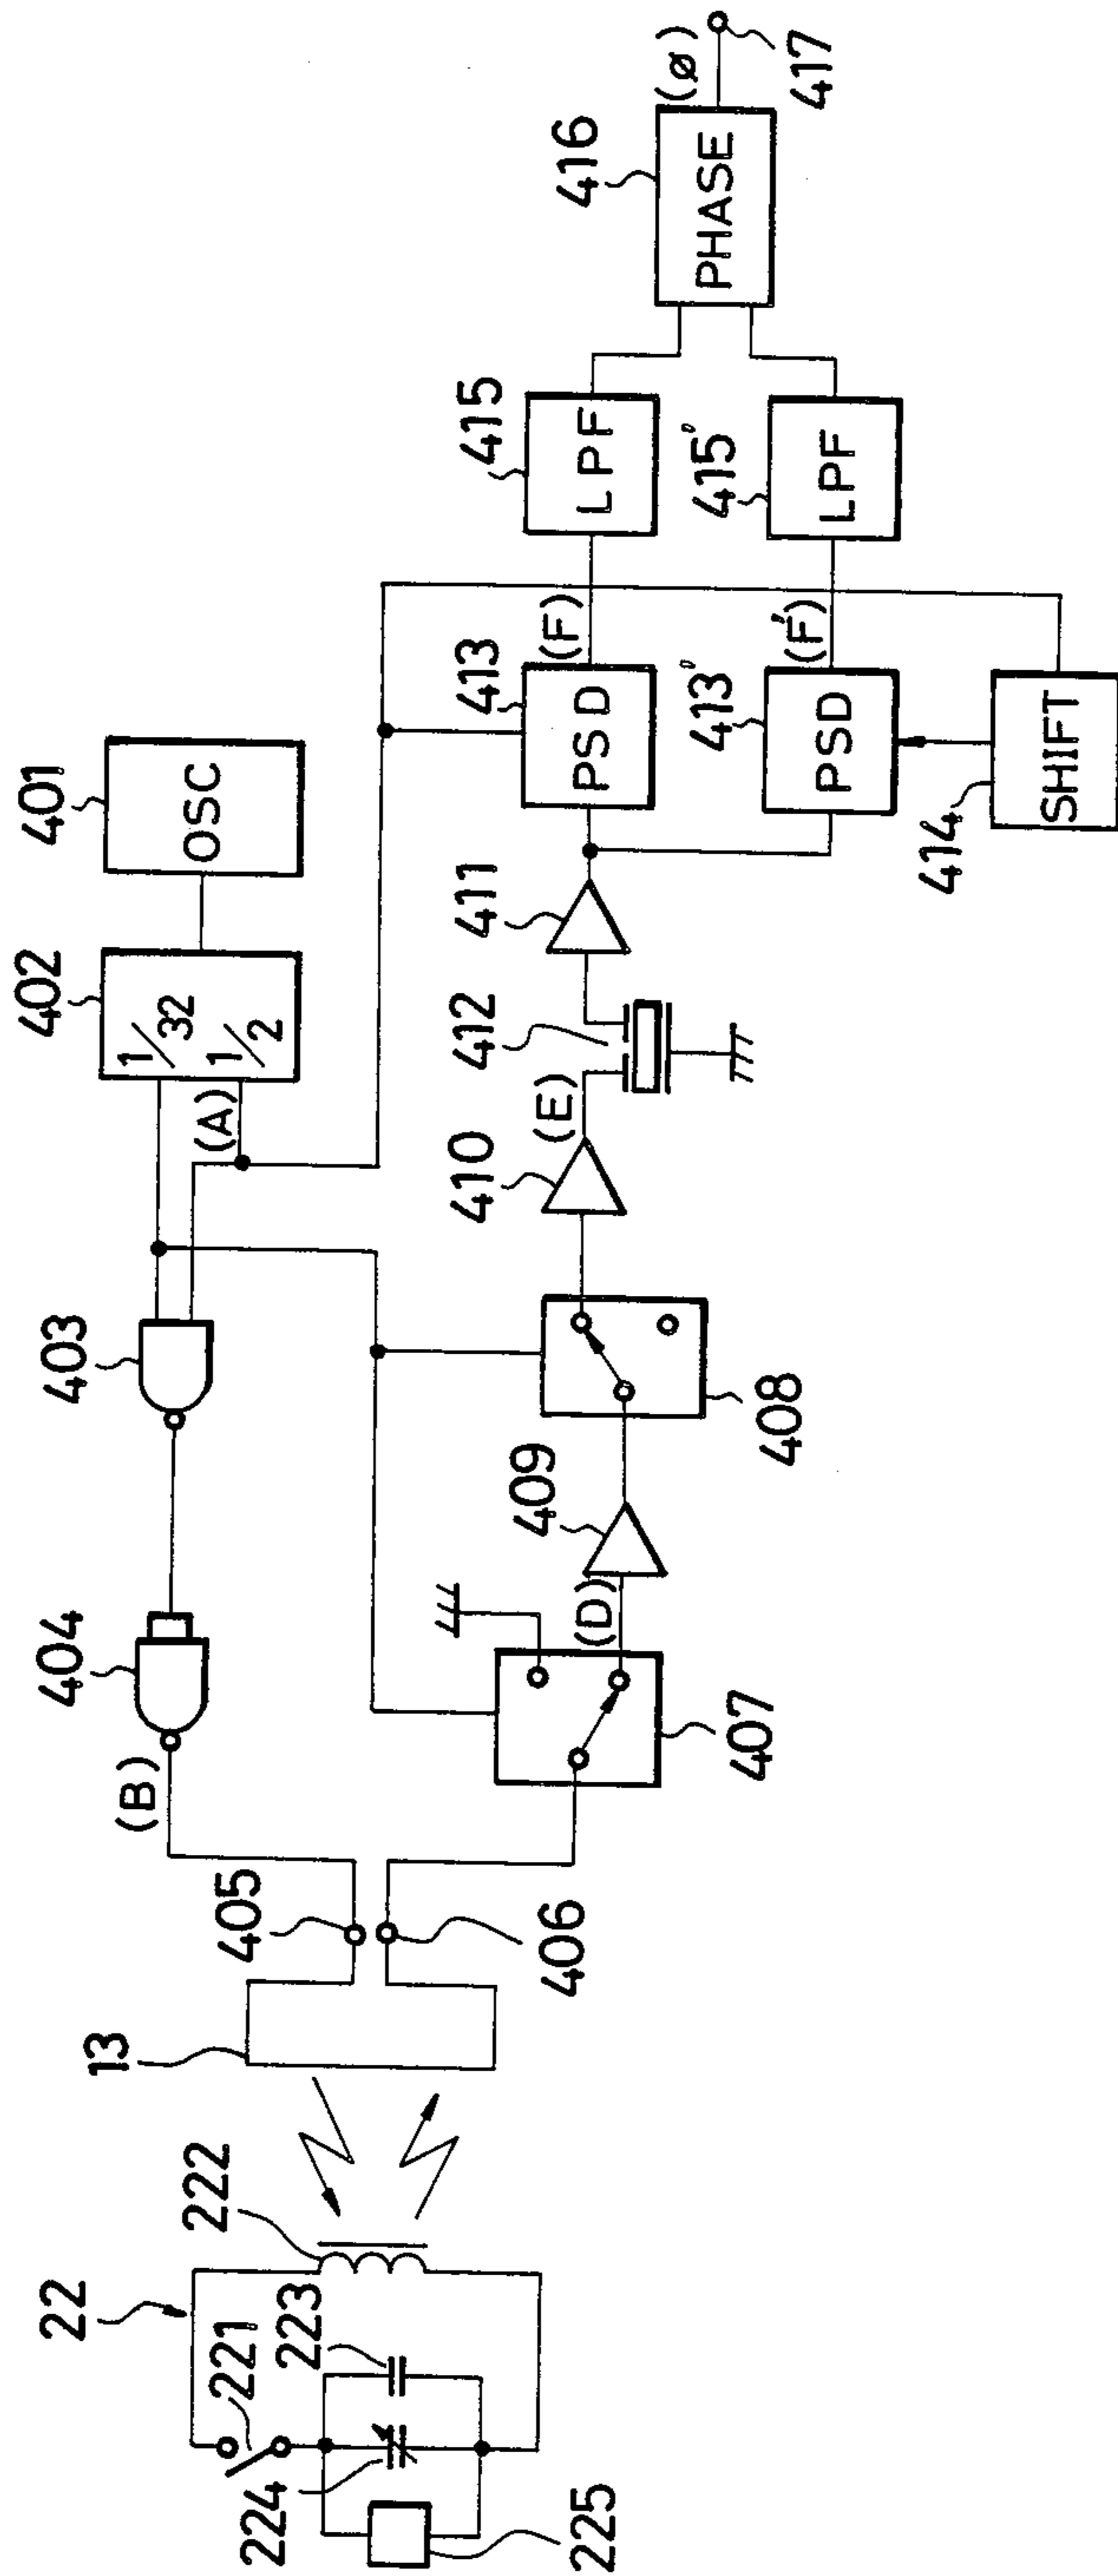 401
OSC
402
1/32
1/2
(A)
403
404
(B)
405
406
13
22
221
222
223
224
225
407
(D)
409
408
410
(E)
412
411
413
PSD
(F)
413'
PSD
(F')
414
SHIFT
415
LPF
415'
LPF
416
PHASE
(ø)
417